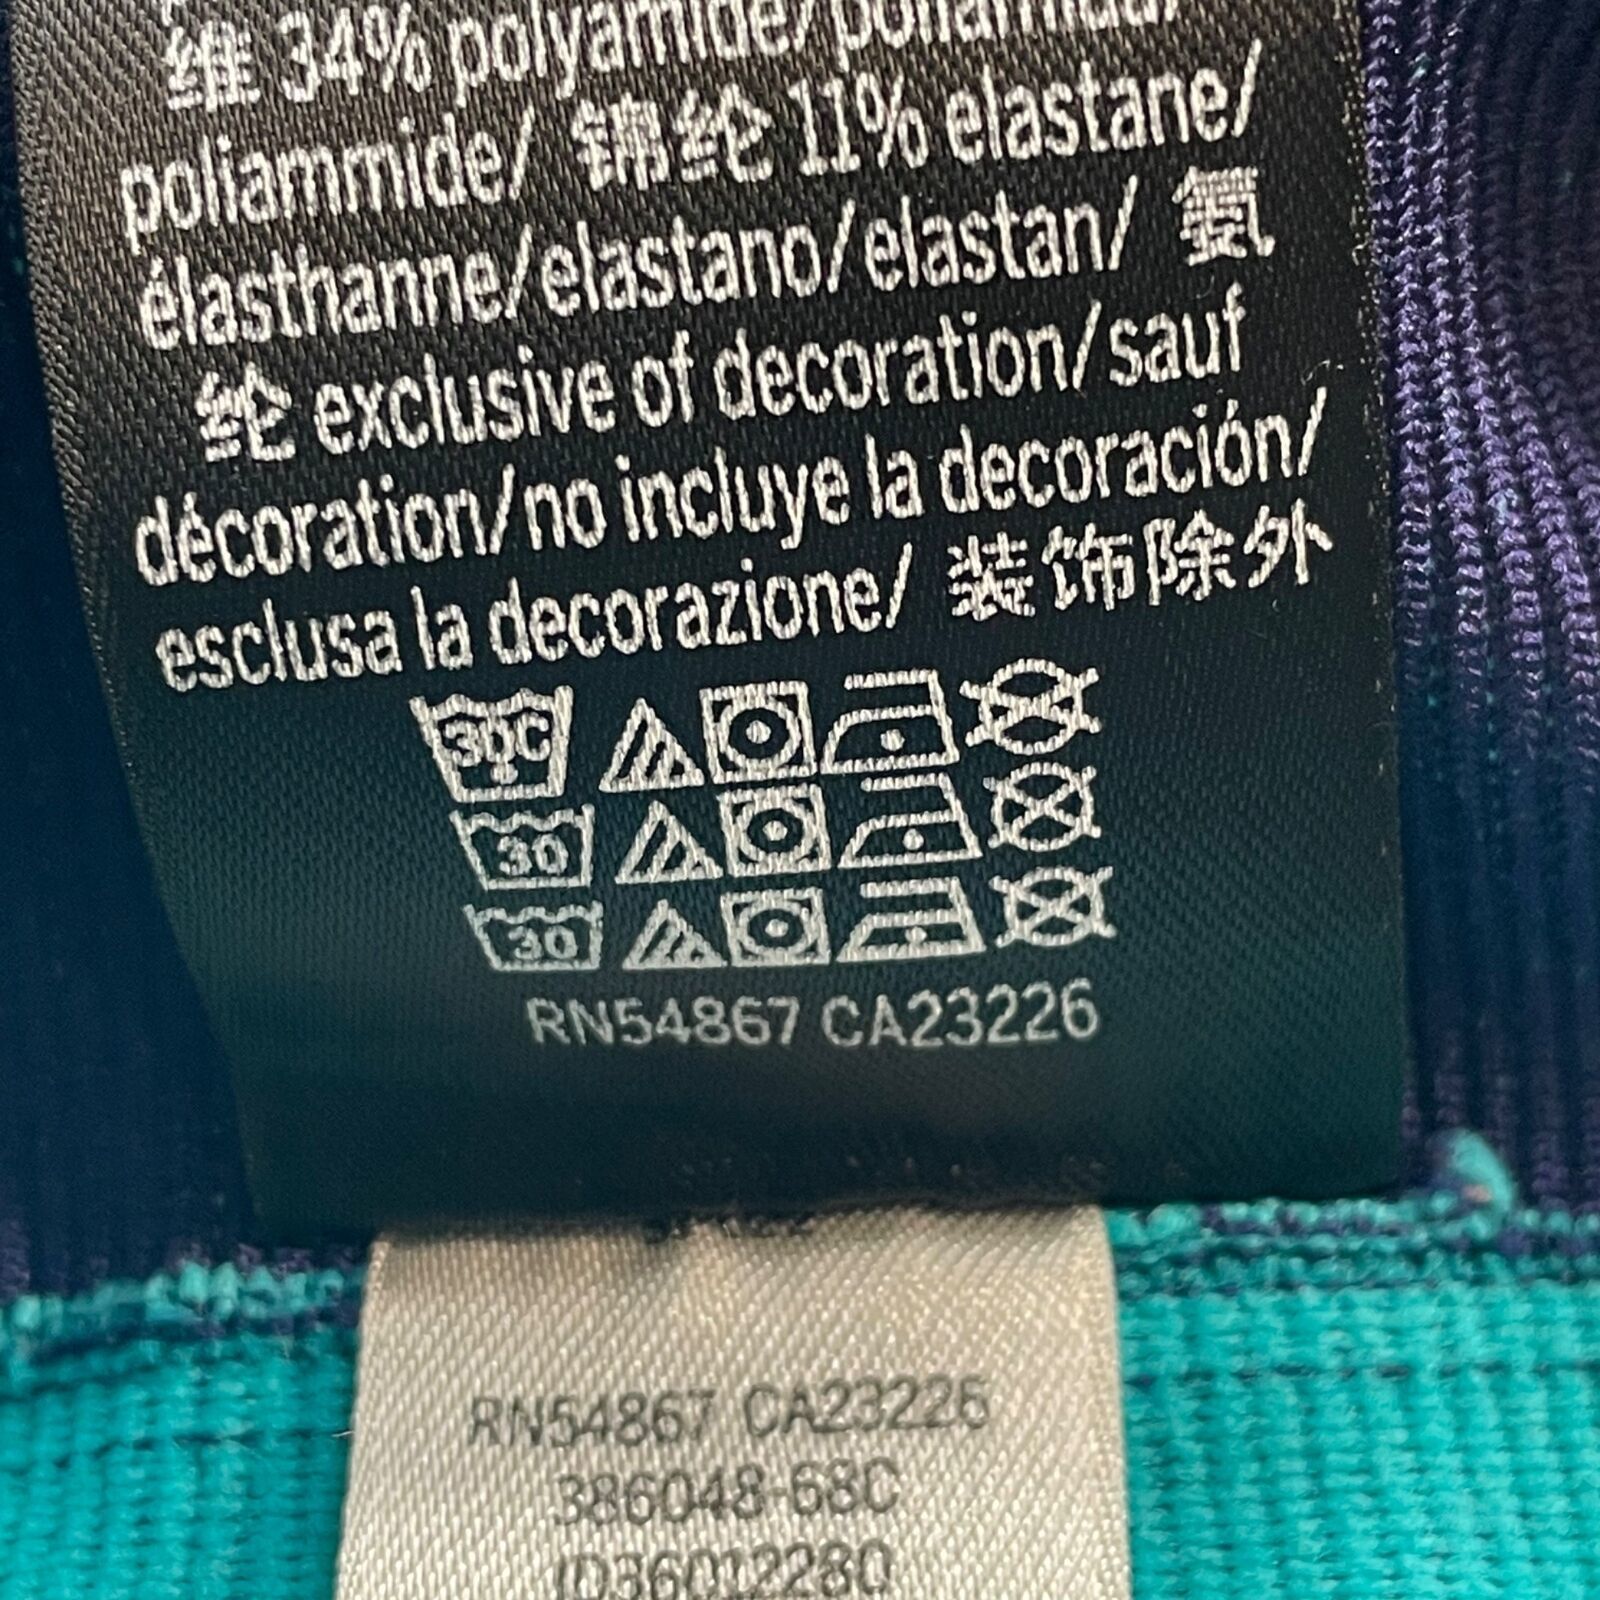 维 34% polyamide/poliamida/
poliammide/ 锦纶 11% elastane/
élasthanne/elastano/elastan/ 氨
纶 exclusive of decoration/sauf
décoration/no incluye la decoración/
esclusa la decorazione/ 装饰除外
30C
30
30
RN54867 CA23226
RN54867 CA23226
386048-68C
ID36012280